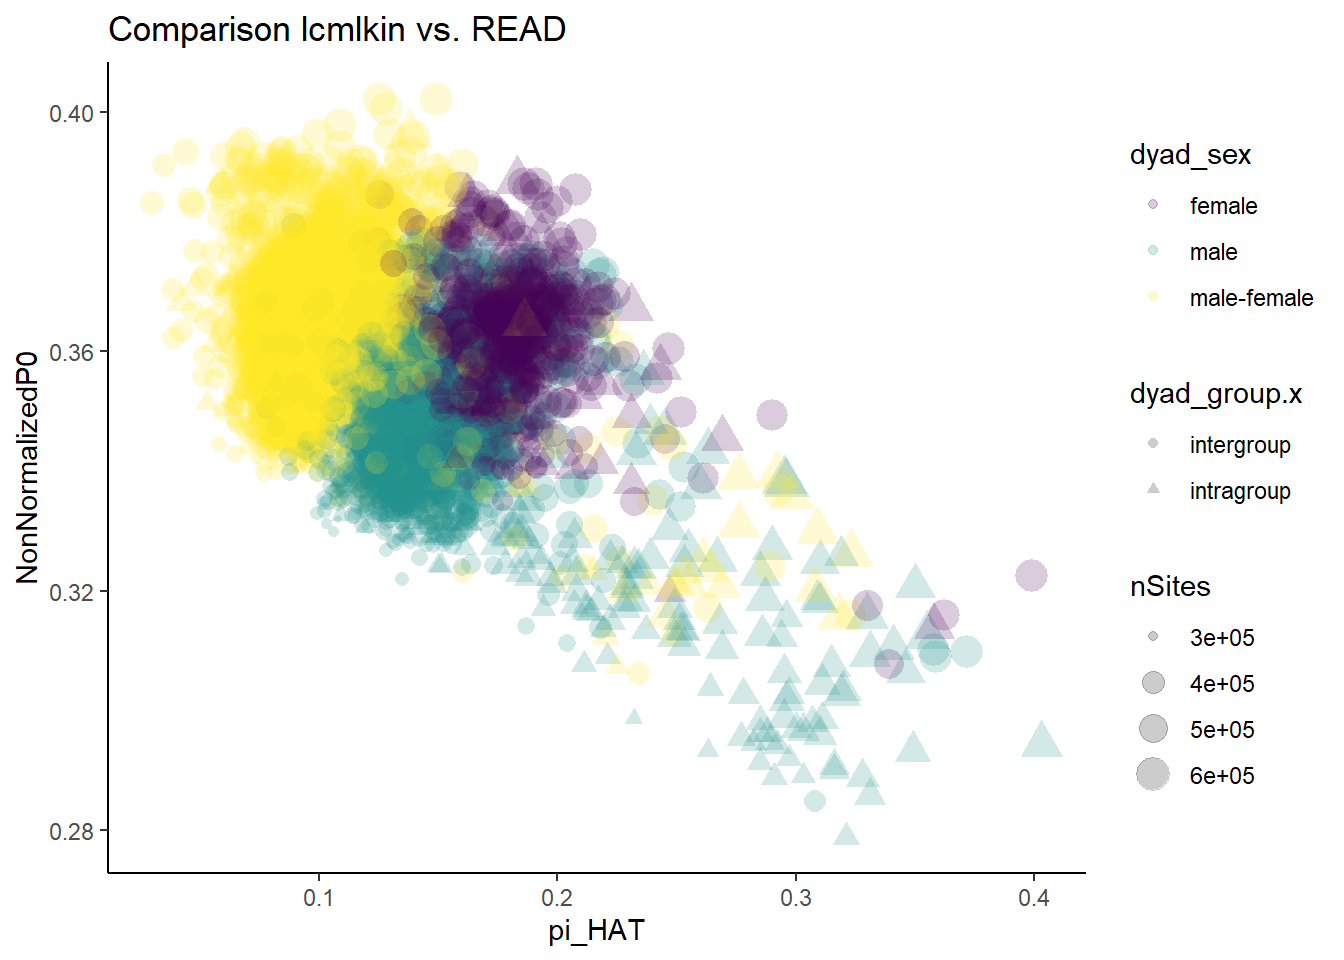 Comparison lcmlkin vs. READ
0.40
0.36
0.32
0.28
NonNormalizedP0
0.1
0.2
0.3
0.4
pi_HAT
dyad_sex
female
male
male-female
dyad_group.x
intergroup
intragroup
nSites
3e+05
4e+05
5e+05
6e+05